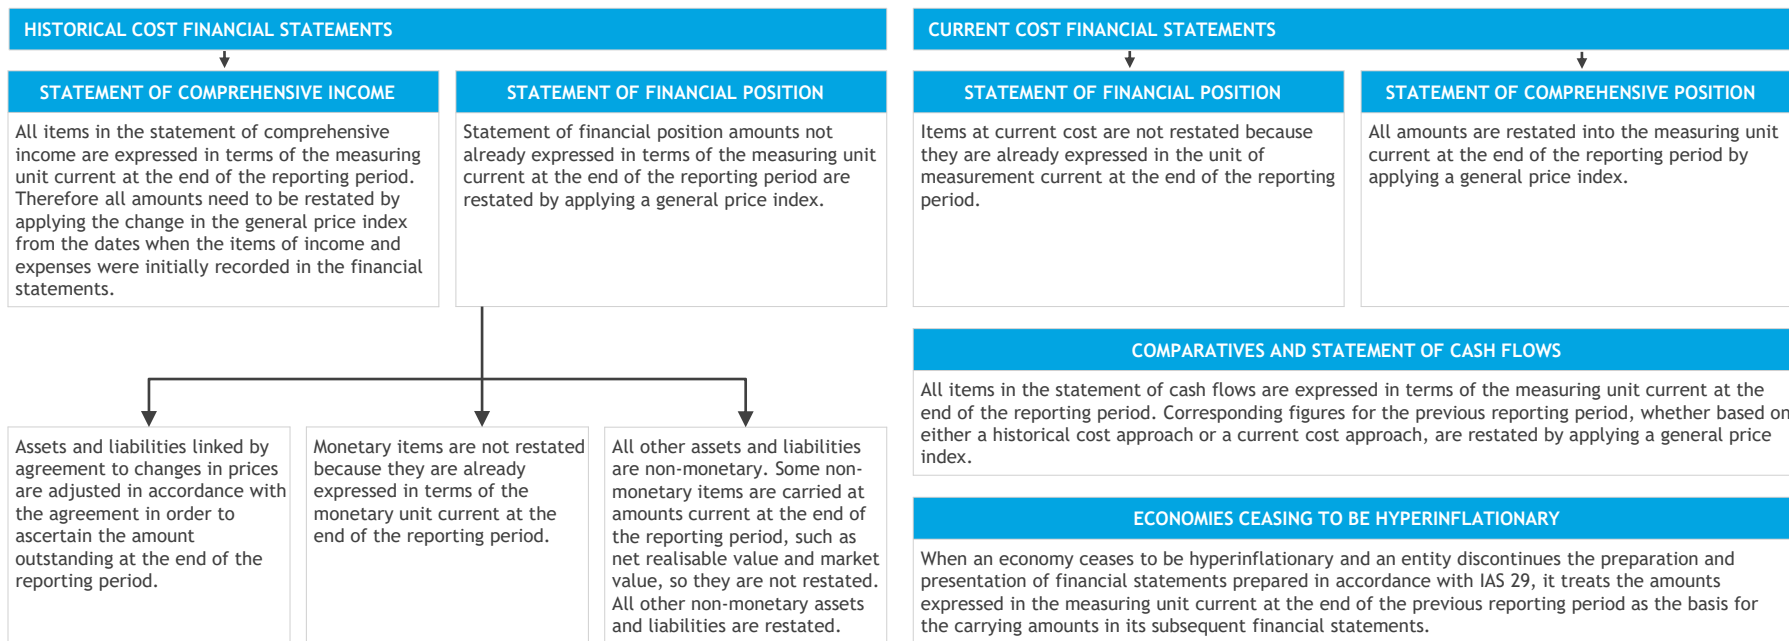 HISTORICAL COST FINANCIAL STATEMENTS
STATEMENT OF COMPREHENSIVE INCOME
All items in the statement of comprehensive
income are expressed in terms of the measuring
unit current at the end of the reporting period.
Therefore all amounts need to be restated by
applying the change in the general price index
from the dates when the items of income and
expenses were initially recorded in the financial
statements.
STATEMENT OF FINANCIAL POSITION
Statement of financial position amounts not
already expressed in terms of the measuring unit
current at the end of the reporting period are
restated by applying a general price index.
Assets and liabilities linked by
agreement to changes in prices
are adjusted in accordance with
the agreement in order to
ascertain the amount
outstanding at the end of the
reporting period.
Monetary items are not restated
because they are already
expressed in terms of the
monetary unit current at the
end of the reporting period.
All other assets and liabilities
are non-monetary. Some non-
monetary items are carried at
amounts current at the end of
the reporting period, such as
net realisable value and market
value, so they are not restated.
All other non-monetary assets
and liabilities are restated.
CURRENT COST FINANCIAL STATEMENTS
STATEMENT OF FINANCIAL POSITION
Items at current cost are not restated because
they are already expressed in the unit of
measurement current at the end of the reporting
period.
STATEMENT OF COMPREHENSIVE POSITION
All amounts are restated into the measuring unit
current at the end of the reporting period by
applying a general price index.
COMPARATIVES AND STATEMENT OF CASH FLOWS
All items in the statement of cash flows are expressed in terms of the measuring unit current at the
end of the reporting period. Corresponding figures for the previous reporting period, whether based on
either a historical cost approach or a current cost approach, are restated by applying a general price
index.
ECONOMIES CEASING TO BE HYPERINFLATIONARY
When an economy ceases to be hyperinflationary and an entity discontinues the preparation and
presentation of financial statements prepared in accordance with IAS 29, it treats the amounts
expressed in the measuring unit current at the end of the previous reporting period as the basis for
the carrying amounts in its subsequent financial statements.